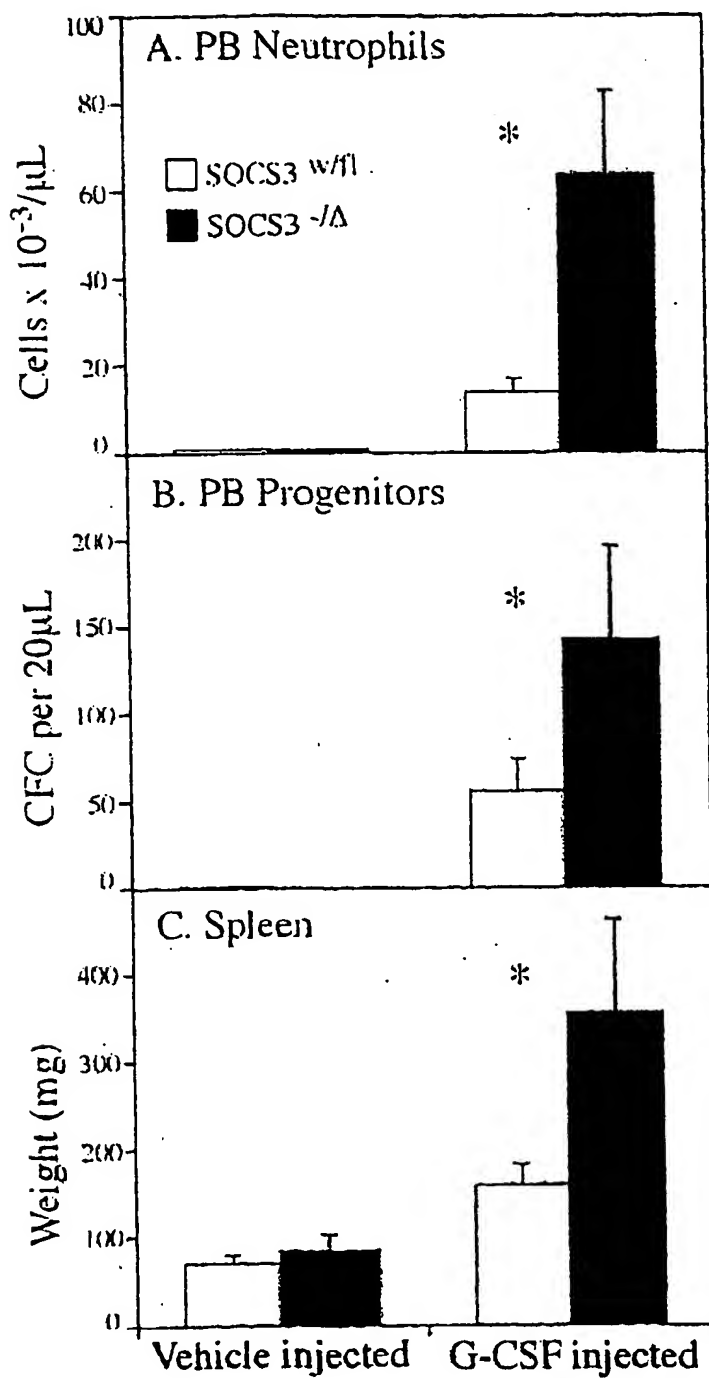 100
A. PB Neutrophils
80
*
SOCS3 w/fl
60
SOCS3 -/Δ
40
20
0
Cells x 10⁻³/μL
B. PB Progenitors
200
*
150
100
50
0
CFC per 20μL
C. Spleen
400
*
300
200
100
0
Weight (mg)
Vehicle injected
G-CSF injected